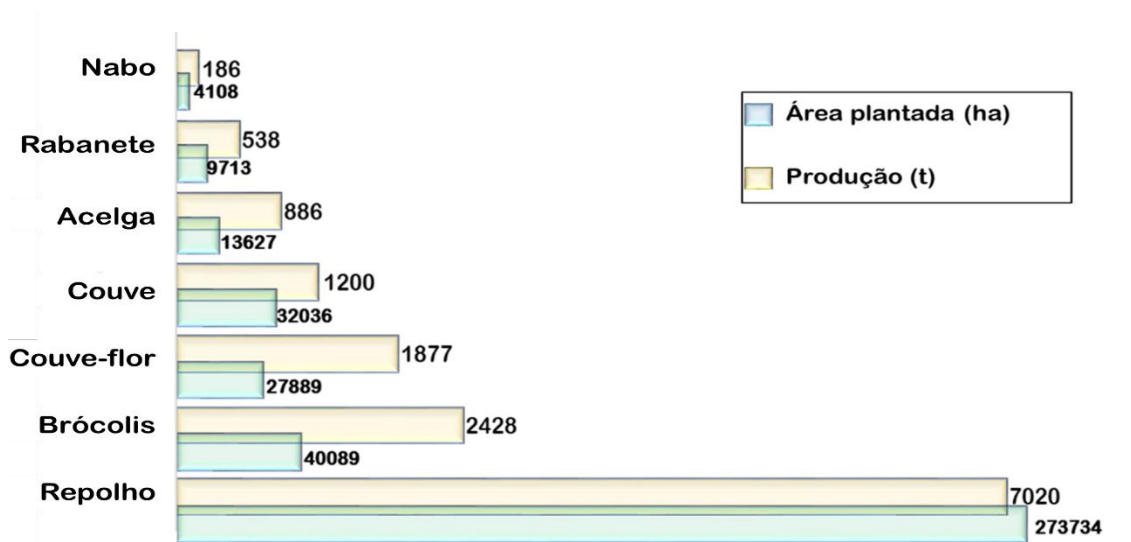 Nabo
186
4108
Rabanete
538
9713
Acelga
886
13627
Couve
1200
32036
Couve-flor
1877
27889
Brócolis
2428
40089
Repolho
7020
273734
Área plantada (ha)
Produção (t)